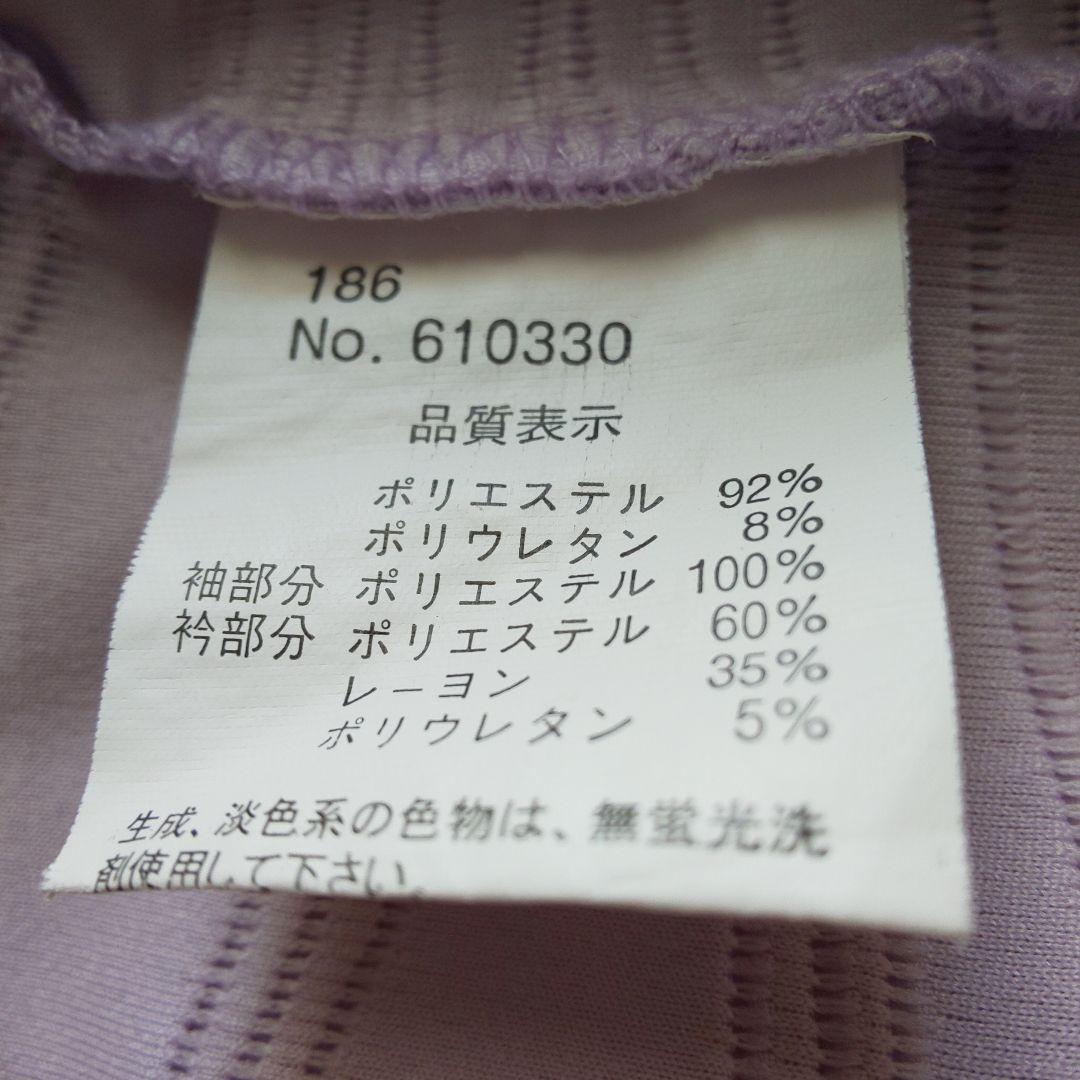 186
No. 610330
品質表示
ポリエステル 92%
ポリウレタン 8%
袖部分 ポリエステル 100%
衿部分 ポリエステル 60%
レーヨン 35%
ポリウレタン 5%
生成、淡色系の色物は、無蛍光洗
剤使用して下さい。